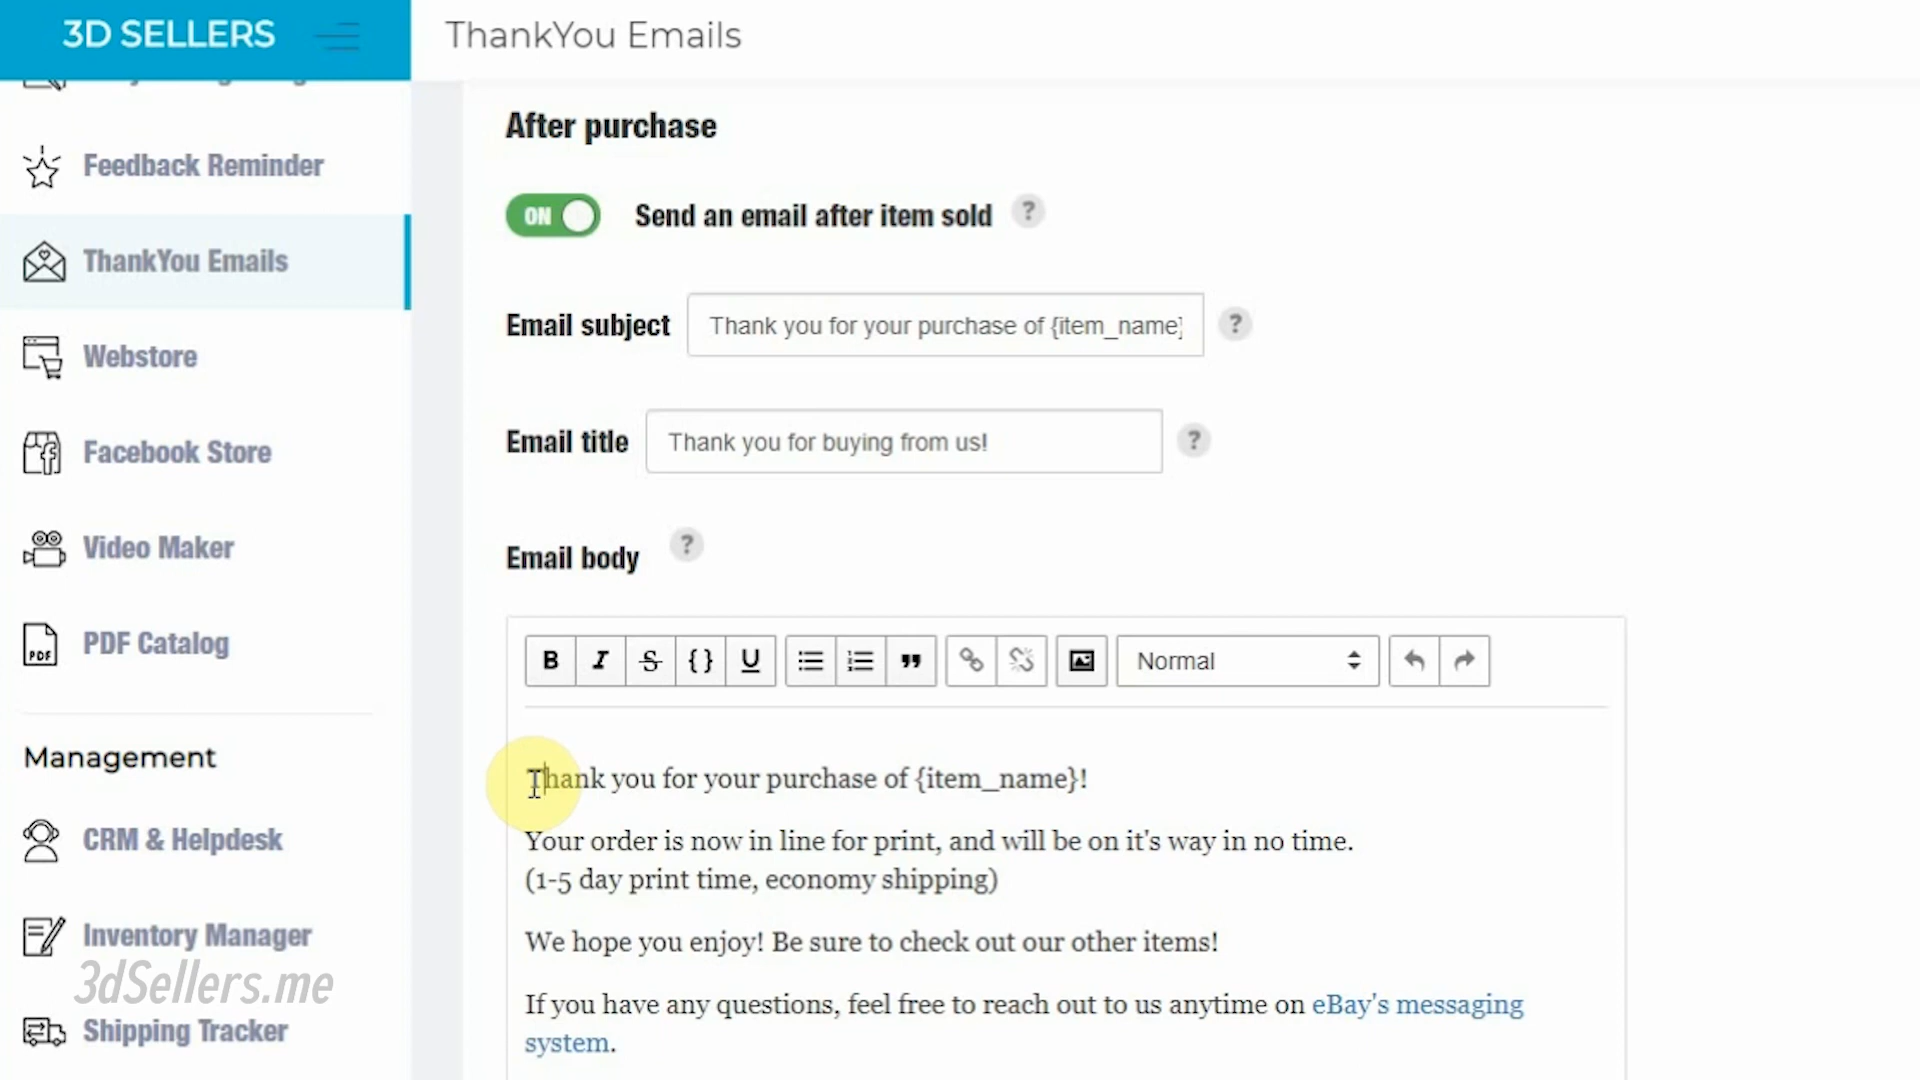 3D SELLERS
ThankYou Emails
After purchase
Feedback Reminder
ON Send an email after item sold ?
ThankYou Emails
Email subject Thank you for your purchase of {item_name} ?
Webstore
Email title Thank you for buying from us! ?
Facebook Store
Email body ?
Video Maker
PDF Catalog
PDF
B I S {} U Normal
Management
Thank you for your purchase of {item_name}!
CRM & Helpdesk
Your order is now in line for print, and will be on it's way in no time.
(1-5 day print time, economy shipping)
Inventory Manager
We hope you enjoy! Be sure to check out our other items!
3dSellers.me
If you have any questions, feel free to reach out to us anytime on eBay's messaging
system.
Shipping Tracker